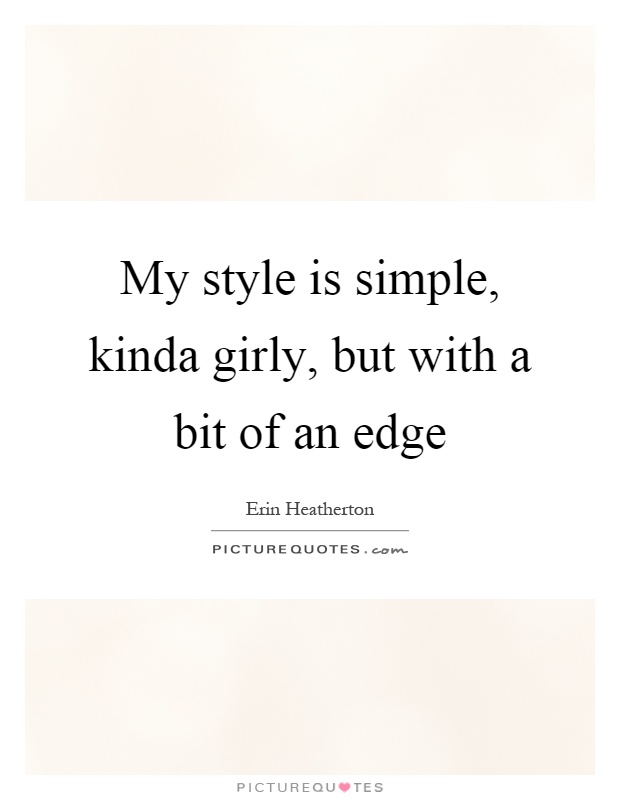 My style is simple,
kinda girly, but with a
bit of an edge
Erin Heatherton
PICTUREQUOTES.com
PICTUREQUOTES